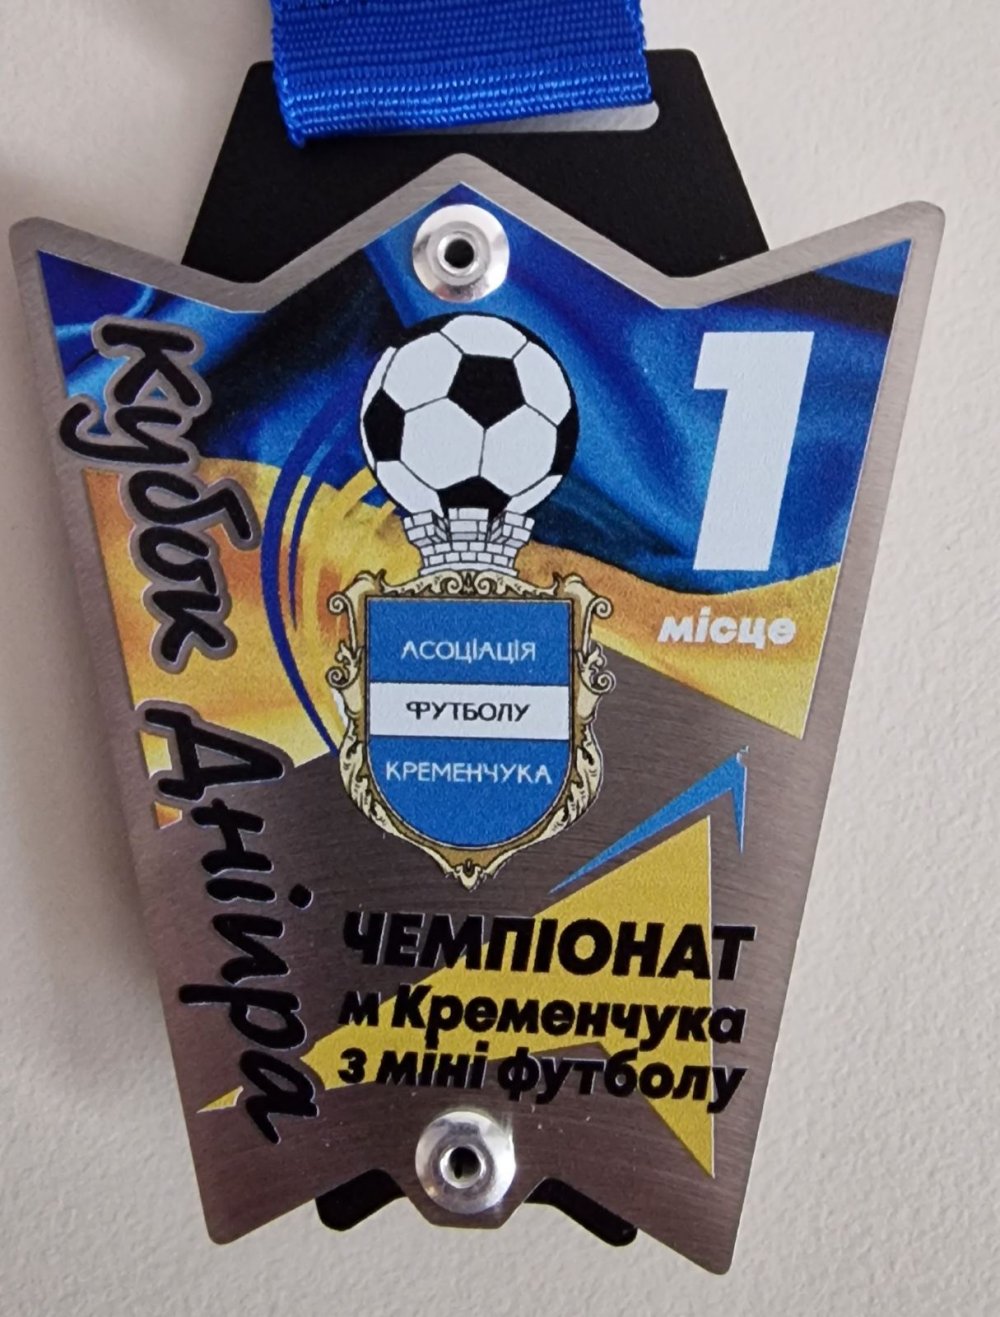 Кубок Дніпра
1
місце
АСОЦІАЦІЯ
ФУТБОЛУ
КРЕМЕНЧУКА
ЧЕМПІОНАТ
м Кременчука
з міні футболу